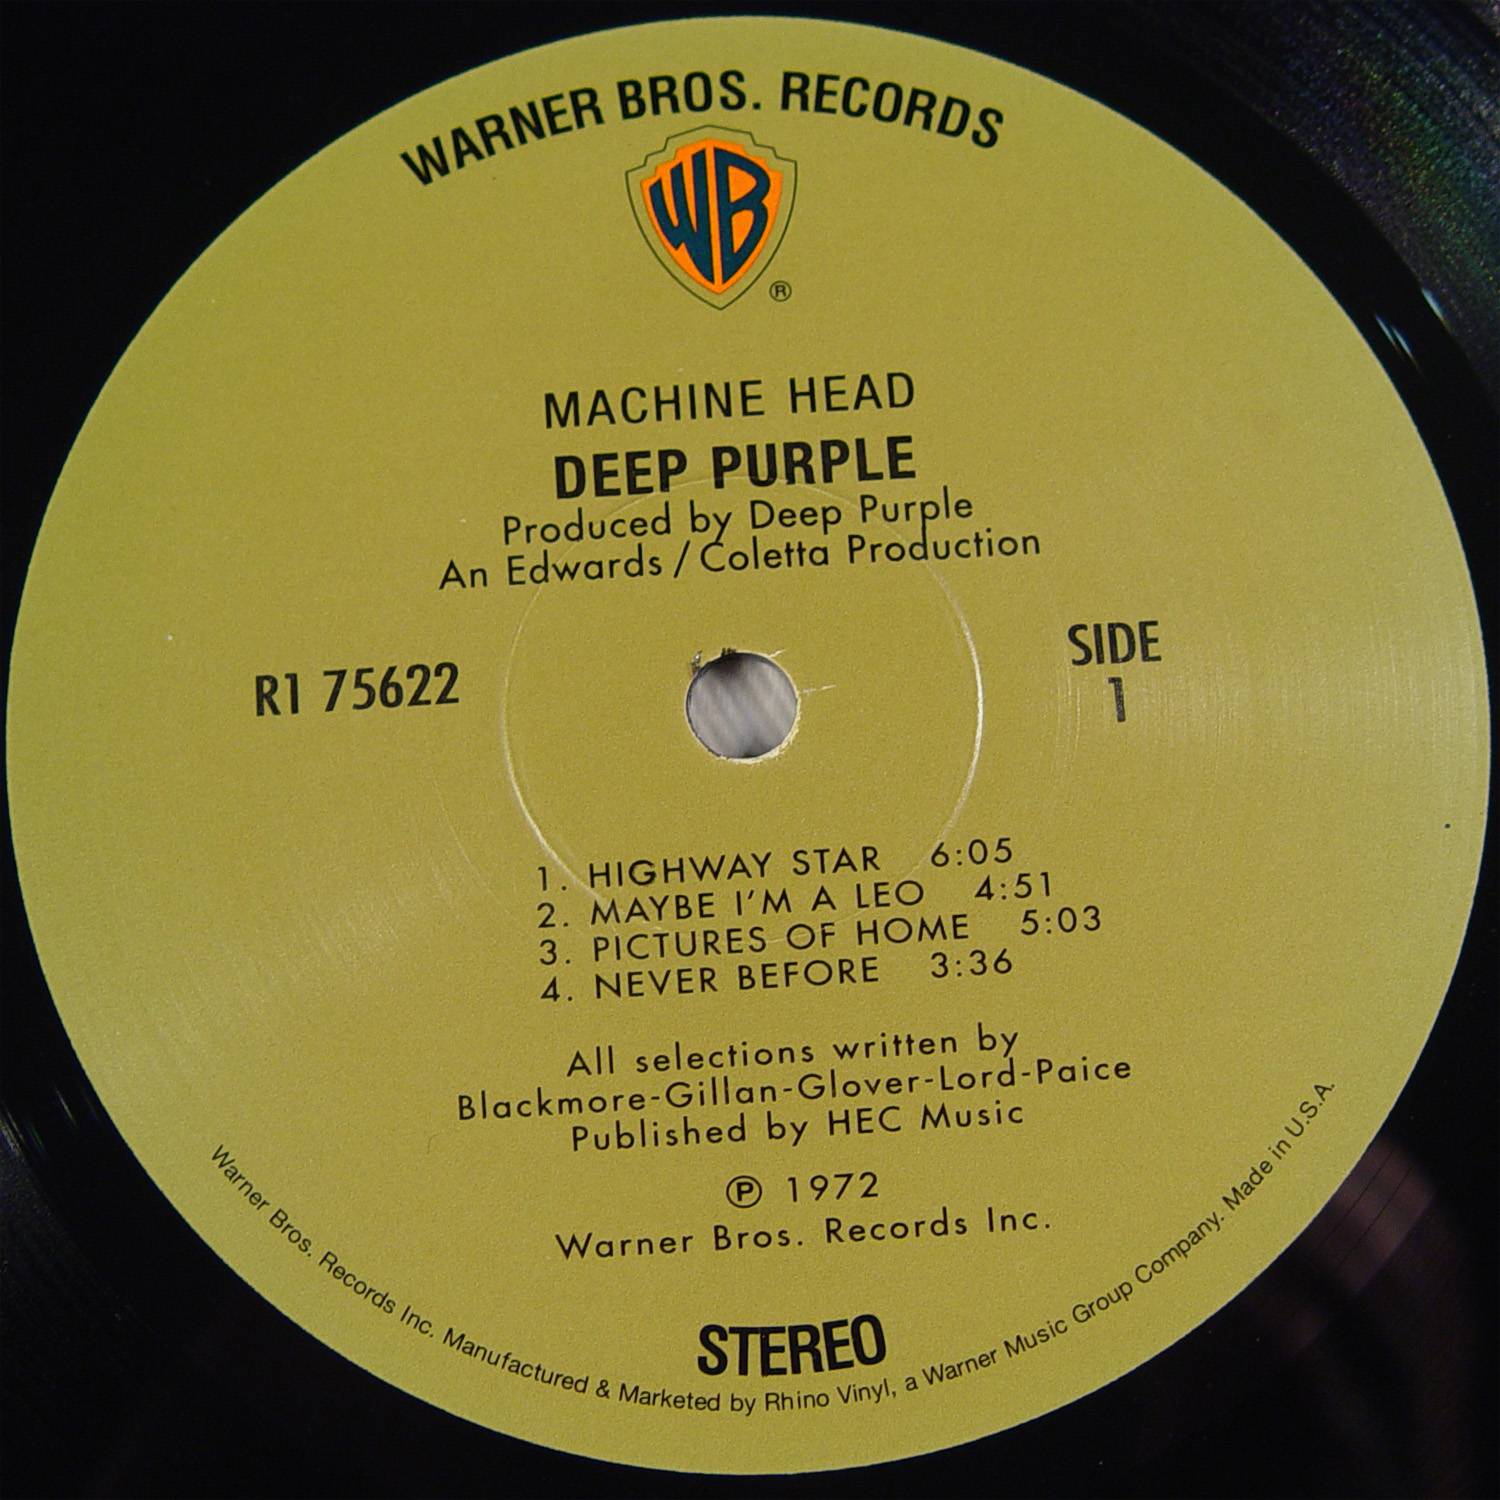 WARNER BROS. RECORDS
WB
®
MACHINE HEAD
DEEP PURPLE
Produced by Deep Purple
An Edwards / Coletta Production
R1 75622
SIDE
1
1. HIGHWAY STAR 6:05
2. MAYBE I'M A LEO 4:51
3. PICTURES OF HOME 5:03
4. NEVER BEFORE 3:36
All selections written by
Blackmore-Gillan-Glover-Lord-Paice
Published by HEC Music
℗ 1972
Warner Bros. Records Inc.
STEREO
Warner Bros. Records Inc. Manufactured & Marketed by Rhino Vinyl, a Warner Music Group Company. Made in U.S.A.